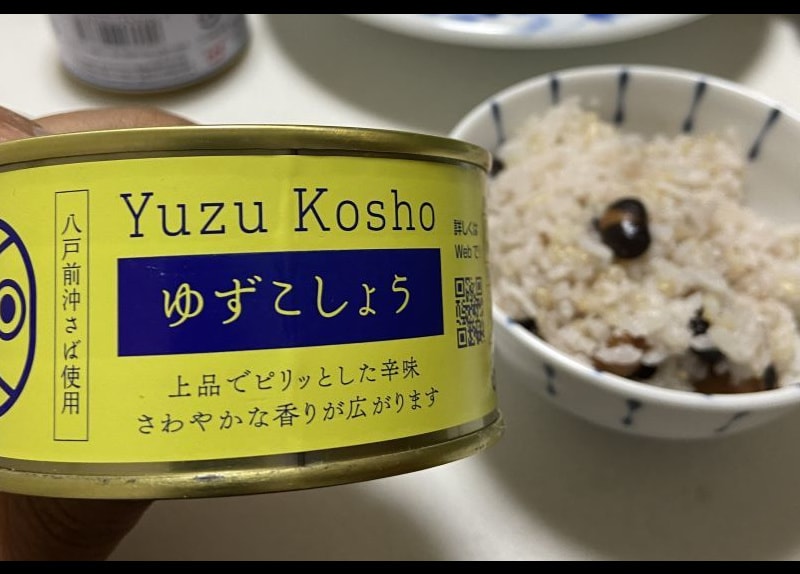 八戸前沖さば使用
Yuzu Kosho
ゆずこしょう
上品でピリッとした辛味
さわやかな香りが広がります
詳しくは
Webで